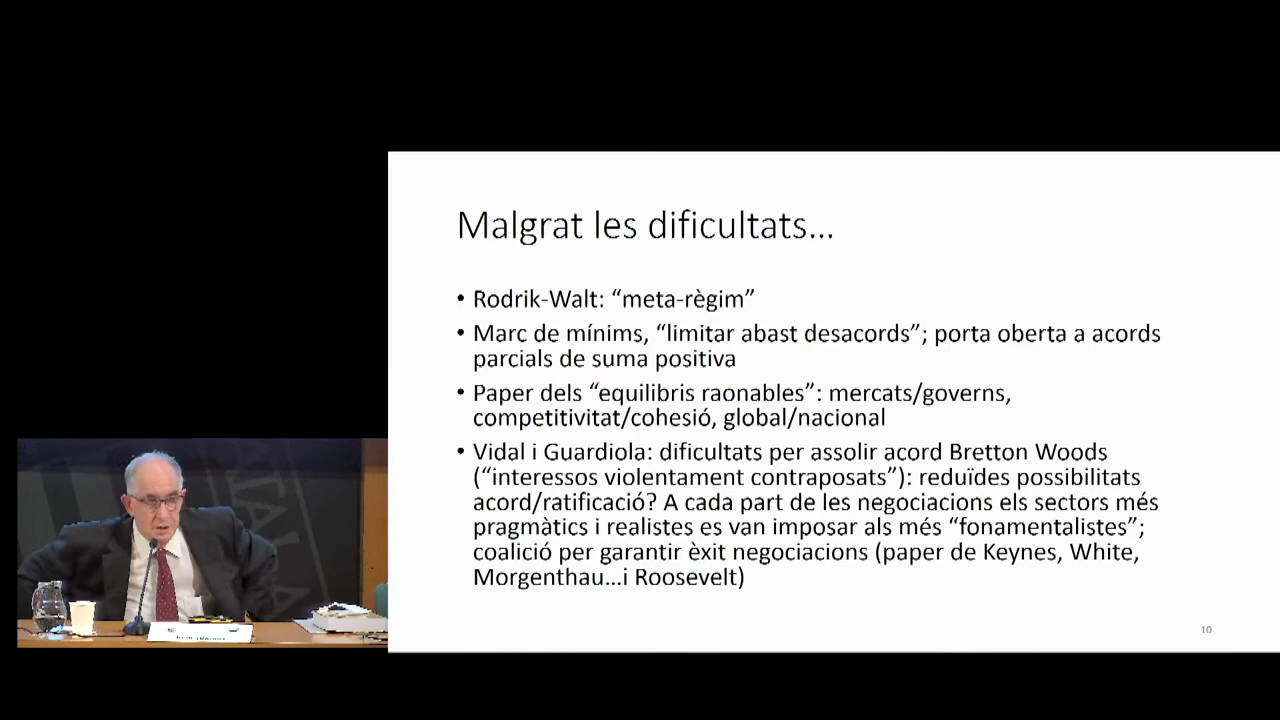 Malgrat les dificultats...
• Rodrik-Walt: “meta-règim”
• Marc de mínims, “limitar abast desacords”; porta oberta a acords
parcials de suma positiva
• Paper dels “equilibris raonables”: mercats/governs,
competitivitat/cohesió, global/nacional
• Vidal i Guardiola: dificultats per assolir acord Bretton Woods
(“interessos violentament contraposats”): reduïdes possibilitats
acord/ratificació? A cada part de les negociacions els sectors més
pragmàtics i realistes es van imposar als més “fonamentalistes”;
coalició per garantir èxit negociacions (paper de Keynes, White,
Morgenthau...i Roosevelt)
10